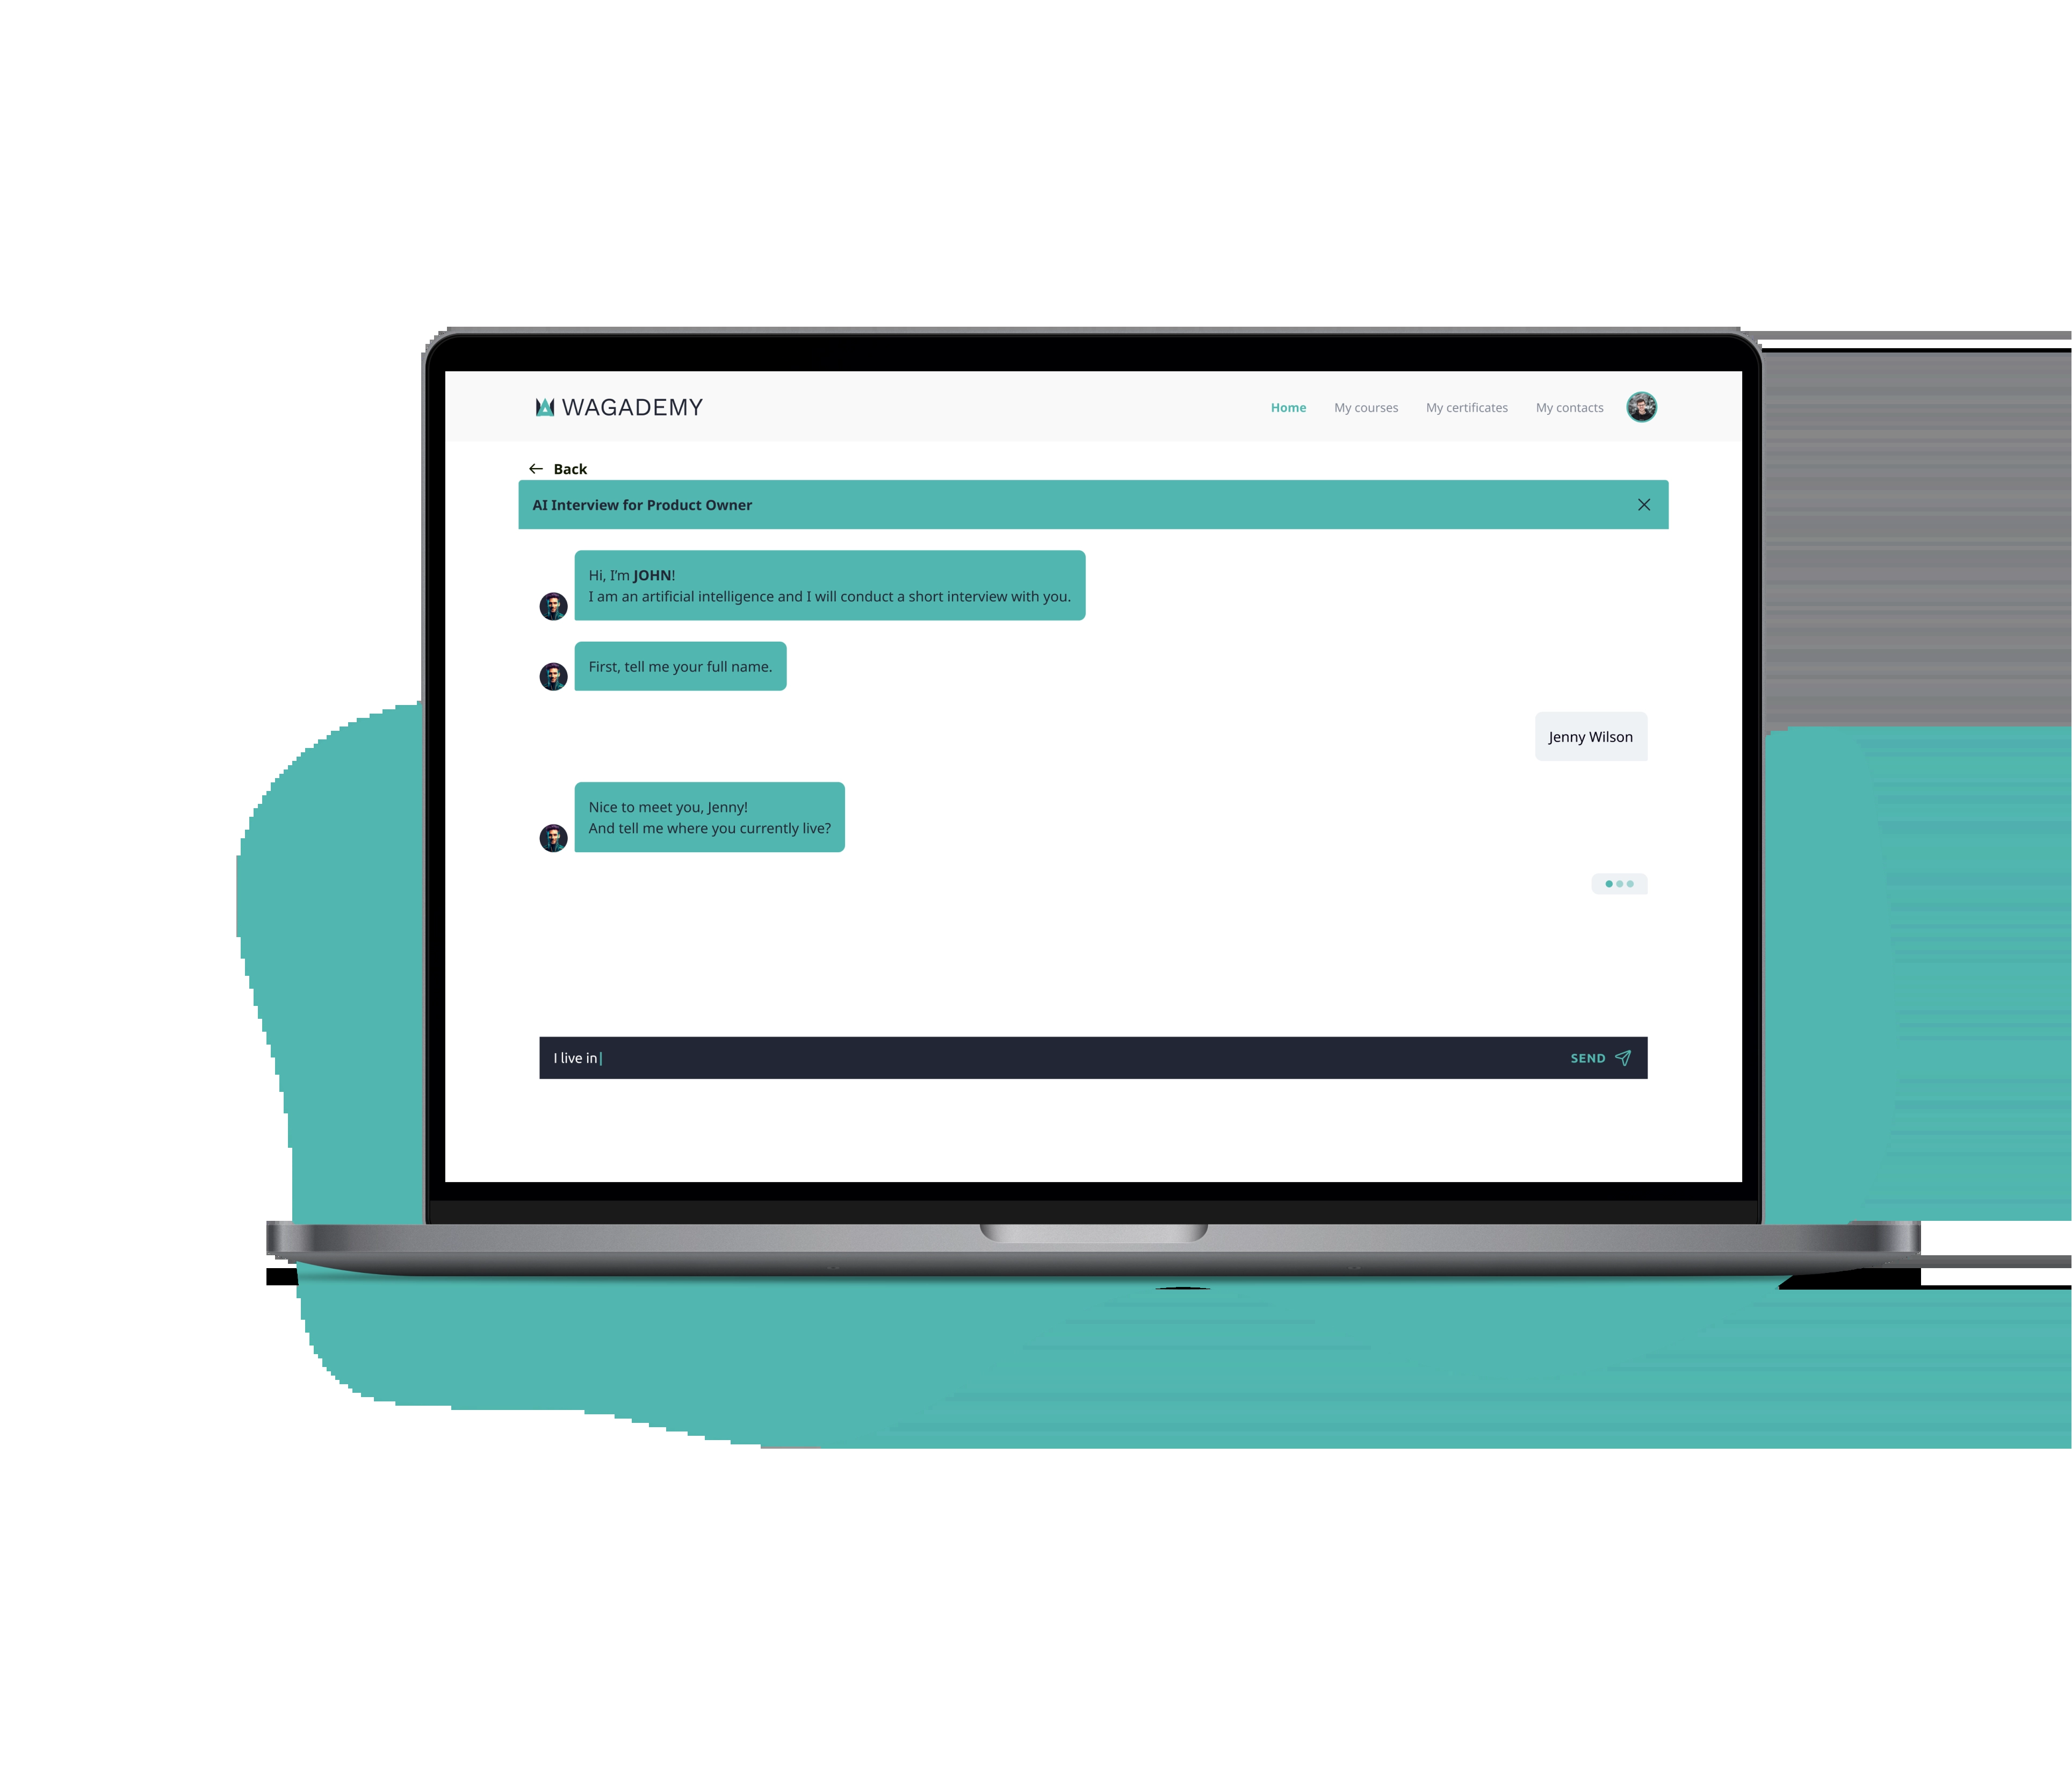 WAGADEMY
Home My courses My certificates My contacts
Back
AI Interview for Product Owner
Hi, I’m JOHN!
I am an artificial intelligence and I will conduct a short interview with you.
First, tell me your full name.
Jenny Wilson
Nice to meet you, Jenny!
And tell me where you currently live?
I live in
SEND